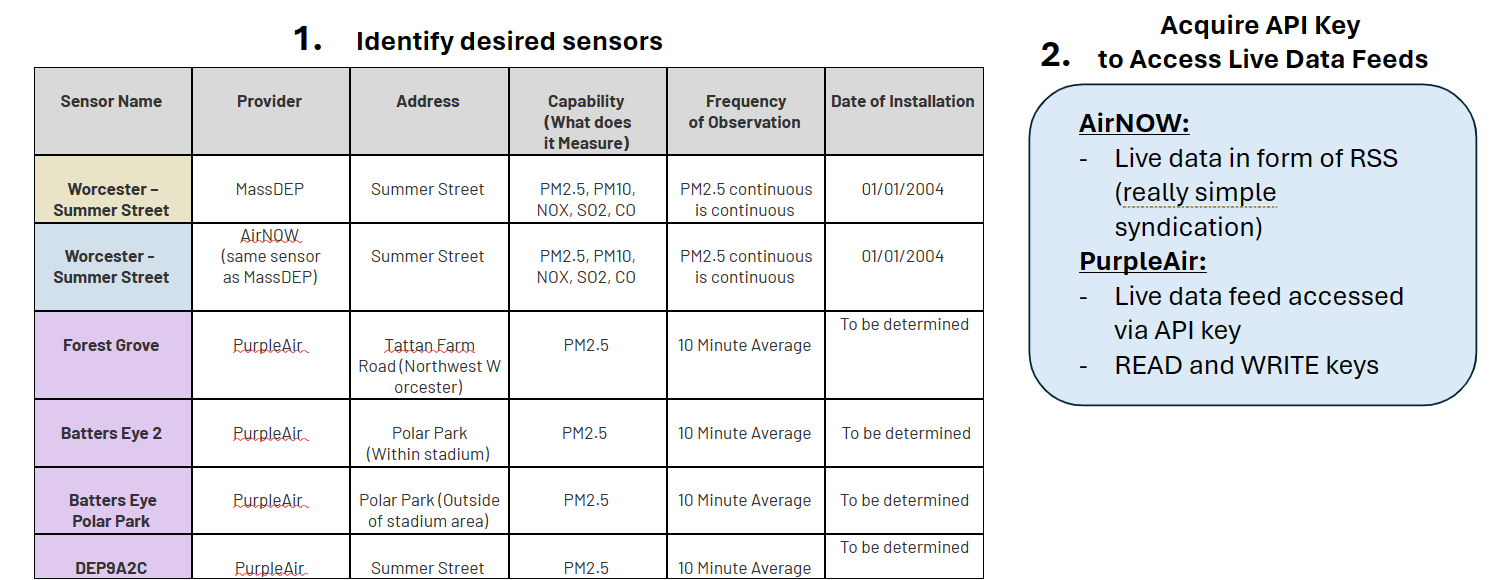 1. Identify desired sensors
Sensor Name
Provider
Address
Capability
(What does
it Measure)
Frequency
of Observation
Date of Installation
Worcester –
Summer Street
MassDEP
Summer Street
PM2.5, PM10,
NOX, SO2, CO
PM2.5 continuous
is continuous
01/01/2004
Worcester -
Summer Street
AirNOW
(same sensor
as MassDEP)
Summer Street
PM2.5, PM10,
NOX, SO2, CO
PM2.5 continuous
is continuous
01/01/2004
Forest Grove
PurpleAir
Tattan Farm
Road (Northwest W
orcester)
PM2.5
10 Minute Average
To be determined
Batters Eye 2
PurpleAir
Polar Park
(Within stadium)
PM2.5
10 Minute Average
To be determined
Batters Eye
Polar Park
PurpleAir
Polar Park (Outside
of stadium area)
PM2.5
10 Minute Average
To be determined
DEP9A2C
PurpleAir
Summer Street
PM2.5
10 Minute Average
To be determined
2. Acquire API Key
to Access Live Data Feeds
AirNOW:
- Live data in form of RSS
(really simple
syndication)
PurpleAir:
- Live data feed accessed
via API key
- READ and WRITE keys